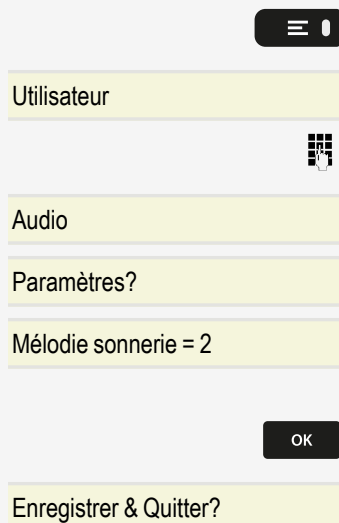 Utilisateur
Audio
Paramètres?
Mélodie sonnerie = 2
OK
Enregistrer & Quitter?